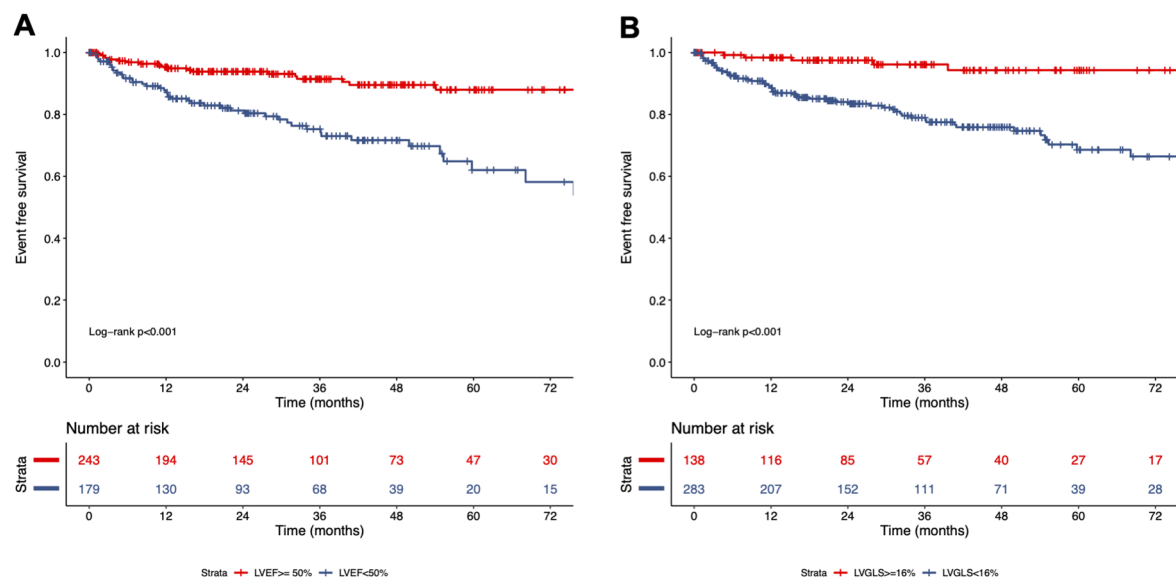 A
Event free survival
1.0
0.8
0.6
0.4
0.2
0.0
Log-rank p<0.001
0 12 24 36 48 60 72
Time (months)
Number at risk
Strata
243 194 145 101 73 47 30
179 130 93 68 39 20 15
0 12 24 36 48 60 72
Time (months)
Strata LVEF>= 50% LVEF<50%
B
Event free survival
1.0
0.8
0.6
0.4
0.2
0.0
Log-rank p<0.001
0 12 24 36 48 60 72
Time (months)
Number at risk
Strata
138 116 85 57 40 27 17
283 207 152 111 71 39 28
0 12 24 36 48 60 72
Time (months)
Strata LVGLS>=16% LVGLS<16%